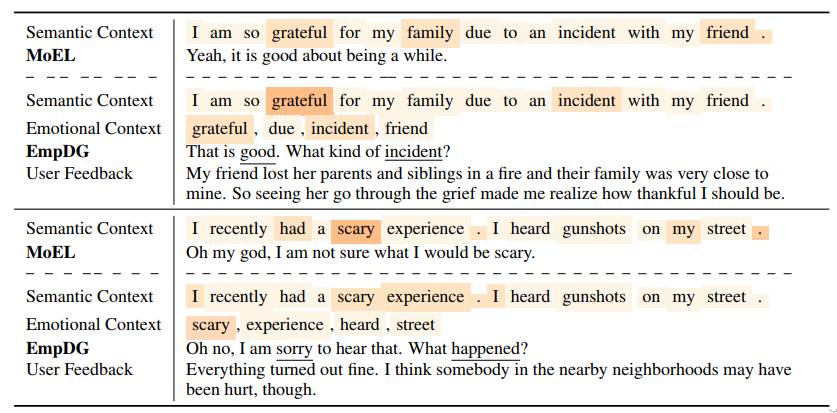 Semantic Context I am so grateful for my family due to an incident with my friend .
MoEL Yeah, it is good about being a while.
Semantic Context I am so grateful for my family due to an incident with my friend .
Emotional Context grateful , due , incident , friend
EmpDG That is good. What kind of incident?
User Feedback My friend lost her parents and siblings in a fire and their family was very close to
mine. So seeing her go through the grief made me realize how thankful I should be.
Semantic Context I recently had a scary experience . I heard gunshots on my street .
MoEL Oh my god, I am not sure what I would be scary.
Semantic Context I recently had a scary experience . I heard gunshots on my street .
Emotional Context scary , experience , heard , street
EmpDG Oh no, I am sorry to hear that. What happened?
User Feedback Everything turned out fine. I think somebody in the nearby neighborhoods may have
been hurt, though.